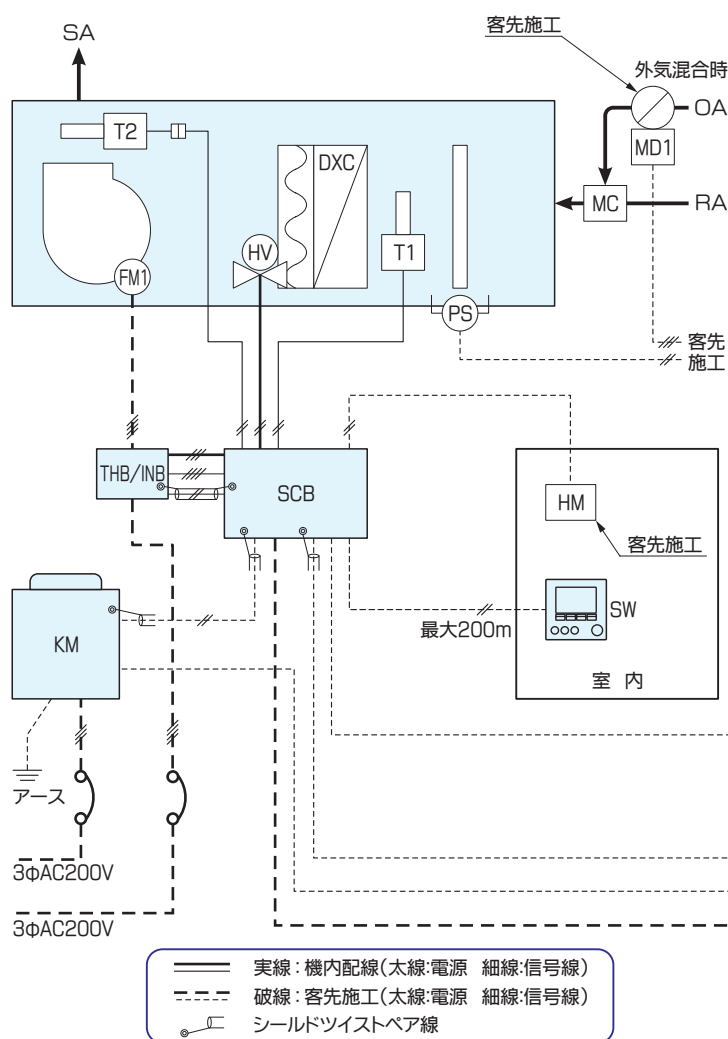 SA
客先施工
外気混合時
OA
T2
MD1
DXC
MC
RA
T1
HV
FM1
PS
客先
施工
THB/INB
SCB
HM
客先施工
SW
最大200m
KM
室 内
アース
3φAC200V
3φAC200V
実線:機内配線(太線:電源 細線:信号線)
破線:客先施工(太線:電源 細線:信号線)
シールドツイストペア線